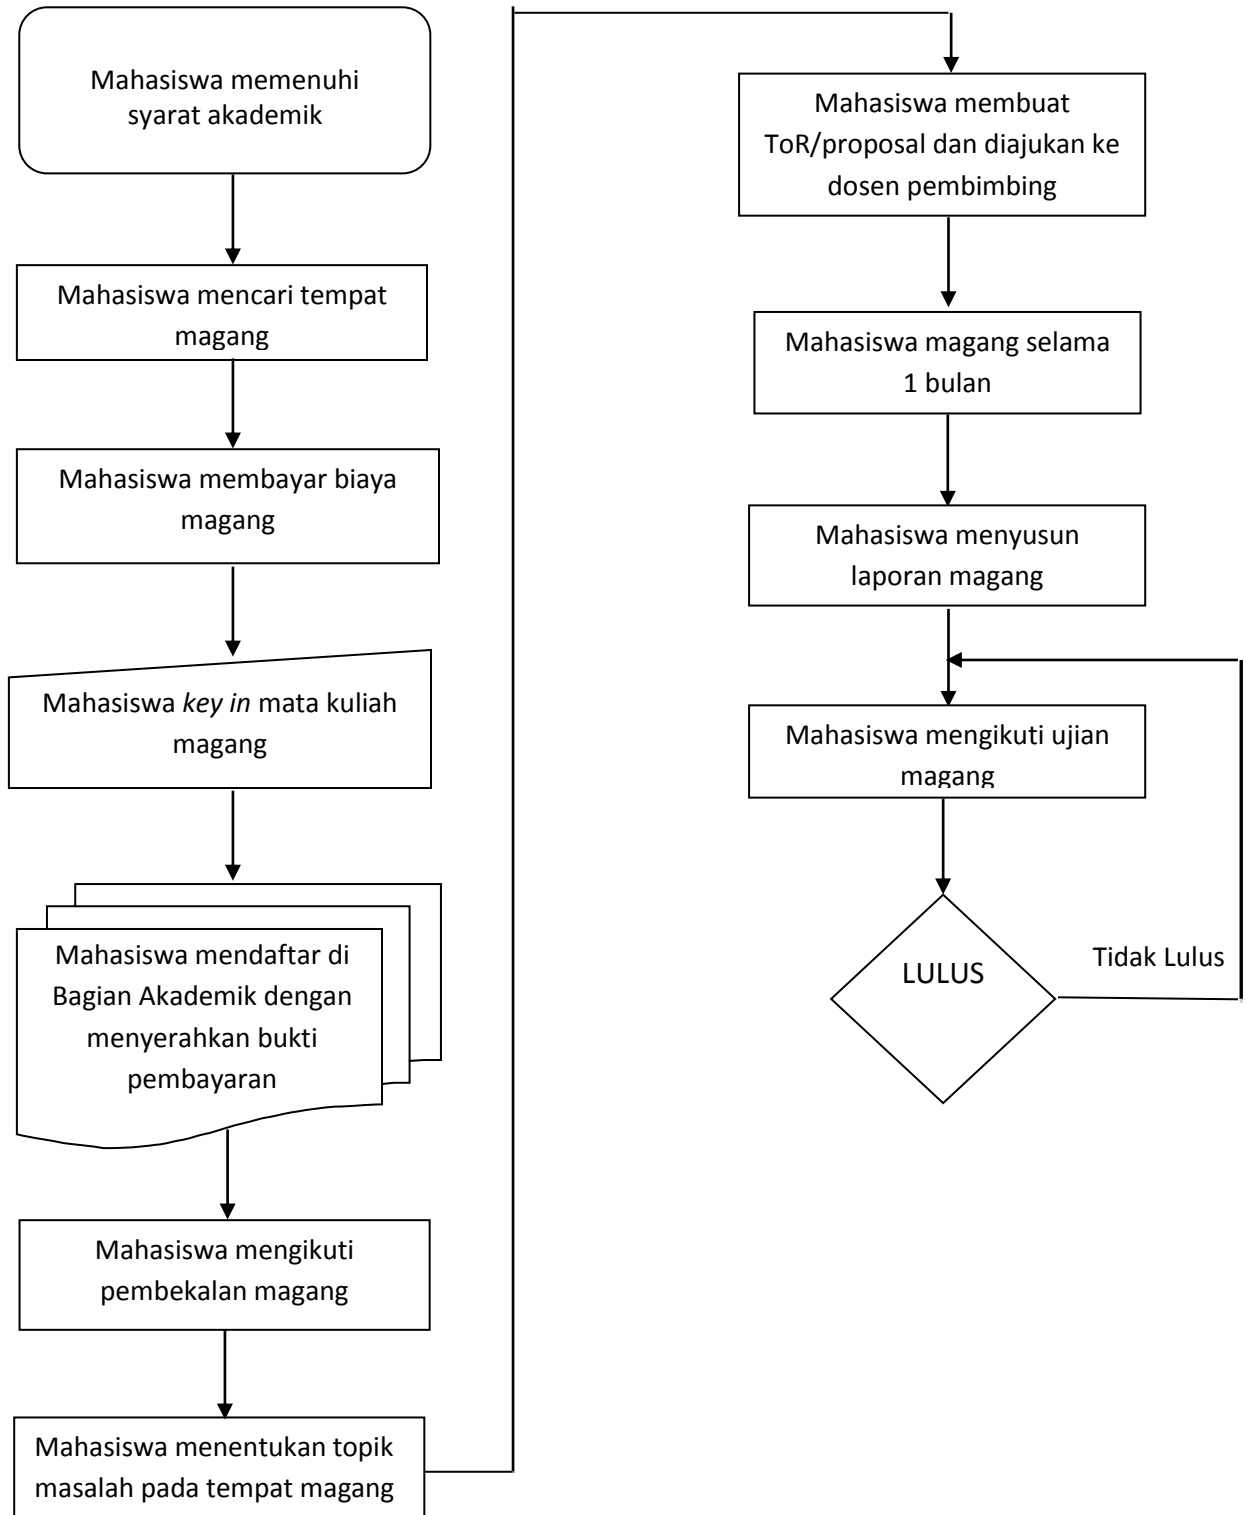 Mahasiswa memenuhi
syarat akademik
Mahasiswa mencari tempat
magang
Mahasiswa membayar biaya
magang
Mahasiswa key in mata kuliah
magang
Mahasiswa mendaftar di
Bagian Akademik dengan
menyerahkan bukti
pembayaran
Mahasiswa mengikuti
pembekalan magang
Mahasiswa menentukan topik
masalah pada tempat magang
Mahasiswa membuat
ToR/proposal dan diajukan ke
dosen pembimbing
Mahasiswa magang selama
1 bulan
Mahasiswa menyusun
laporan magang
Mahasiswa mengikuti ujian
magang
LULUS
Tidak Lulus